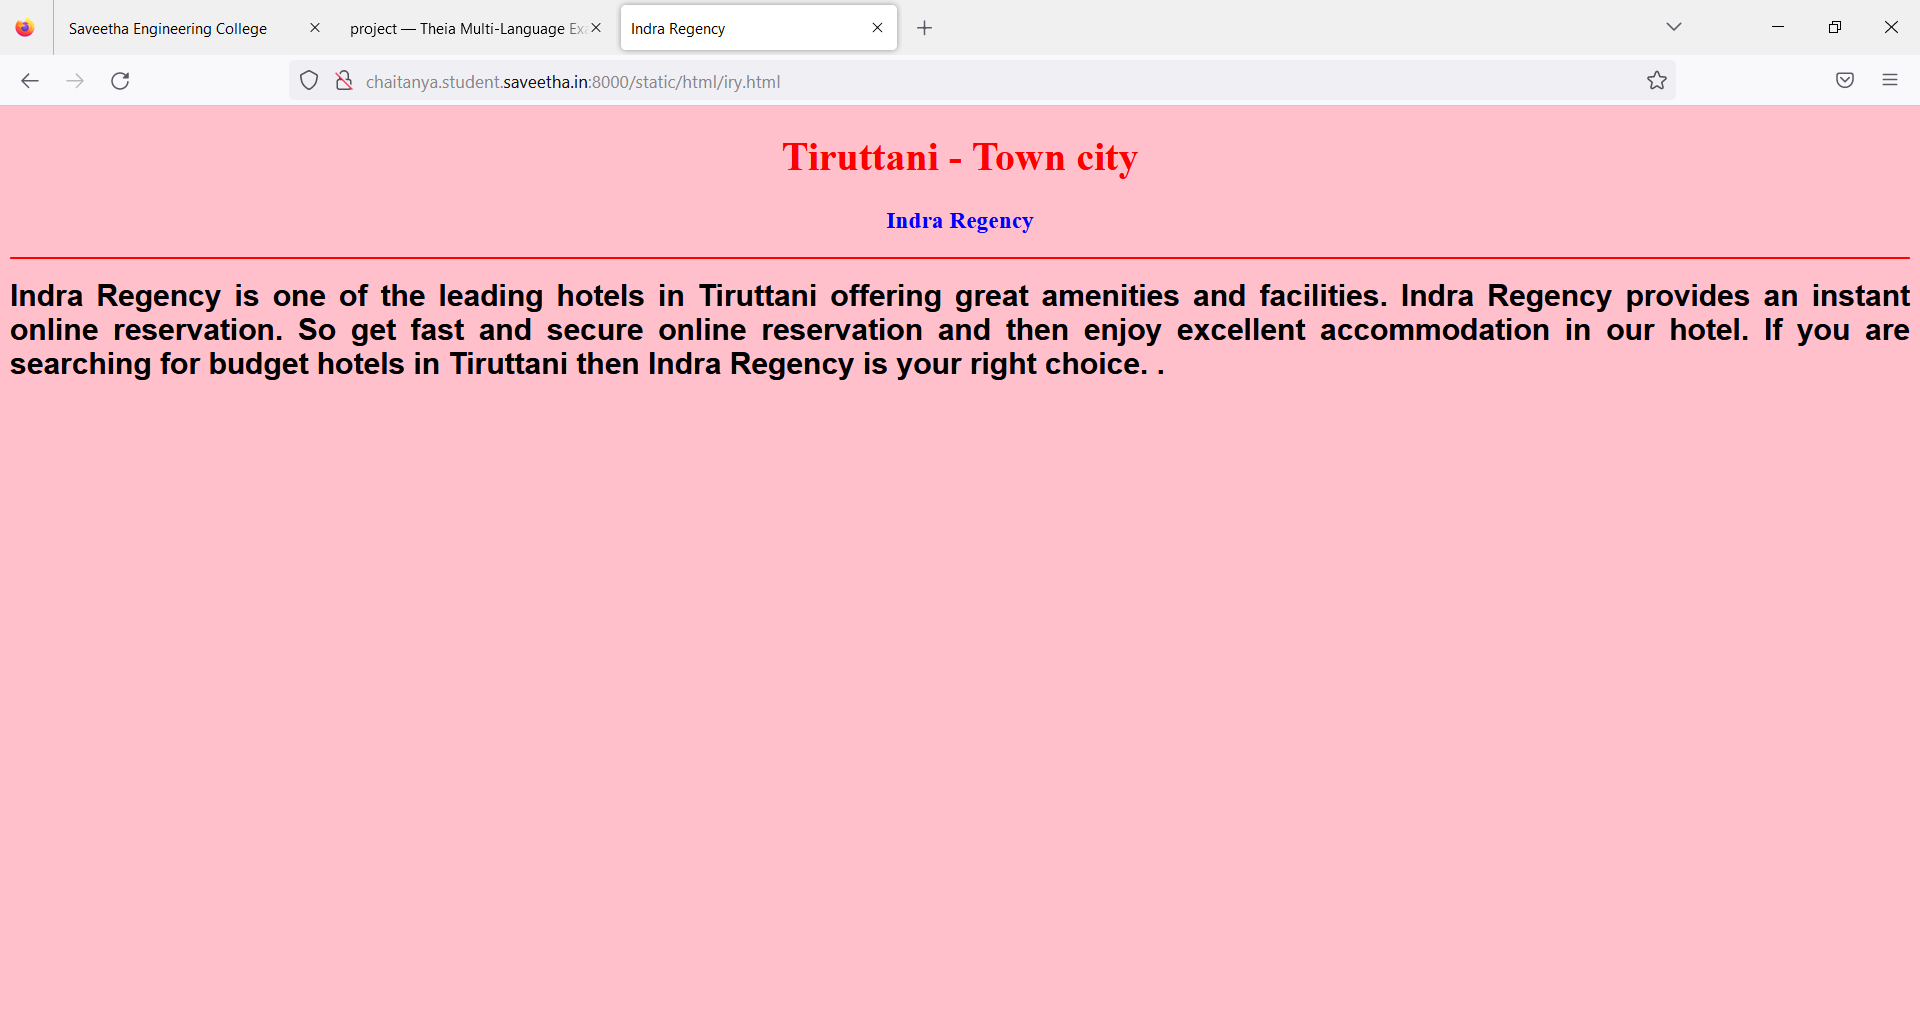 Saveetha Engineering College
project — Theia Multi-Language Exa
Indra Regency
chaitanya.student.saveetha.in:8000/static/html/iry.html
Tiruttani - Town city
Indra Regency
Indra Regency is one of the leading hotels in Tiruttani offering great amenities and facilities. Indra Regency provides an instant
online reservation. So get fast and secure online reservation and then enjoy excellent accommodation in our hotel. If you are
searching for budget hotels in Tiruttani then Indra Regency is your right choice. .